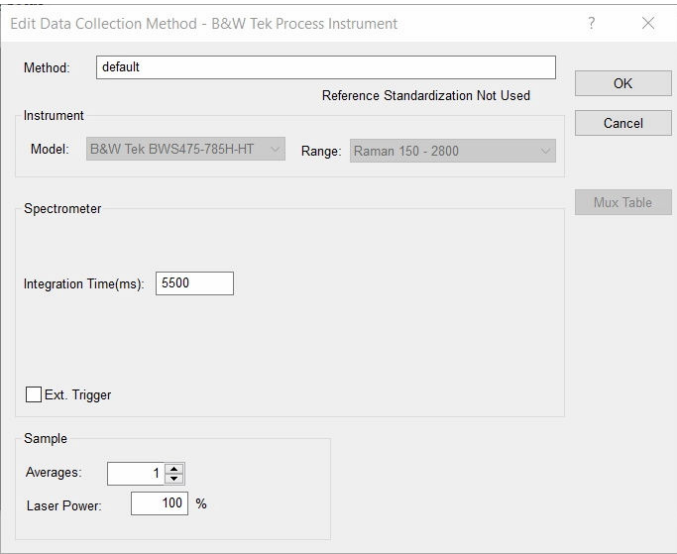 Edit Data Collection Method - B&W Tek Process Instrument ?
Method: default
OK
Reference Standardization Not Used
Instrument
Cancel
Model: B&W Tek BWS475-785H-HT Range: Raman 150 - 2800
Mux Table
Spectrometer
Integration Time(ms): 5500
Ext. Trigger
Sample
Averages: 1
Laser Power: 100 %